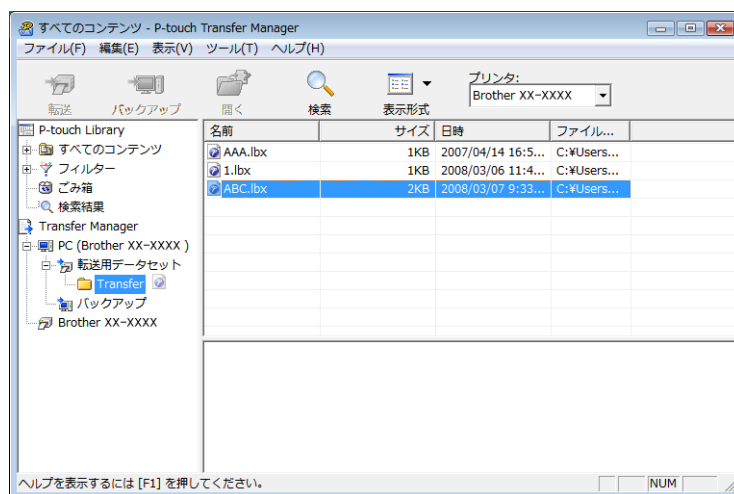 すべてのコンテンツ - P-touch Transfer Manager
ファイル(F) 編集(E) 表示(V) ツール(T) ヘルプ(H)
転送 バックアップ 開く 検索 表示形式
プリンタ:
Brother XX-XXXX
P-touch Library
すべてのコンテンツ
フィルター
ごみ箱
検索結果
Transfer Manager
PC (Brother XX-XXXX )
転送用データセット
Transfer
バックアップ
Brother XX-XXXX
名前 サイズ 日時 ファイル...
AAA.lbx 1KB 2007/04/14 16:5... C:¥Users...
1.lbx 1KB 2008/03/06 11:4... C:¥Users...
ABC.lbx 2KB 2008/03/07 9:33... C:¥Users...
ヘルプを表示するには [F1] を押してください。 NUM